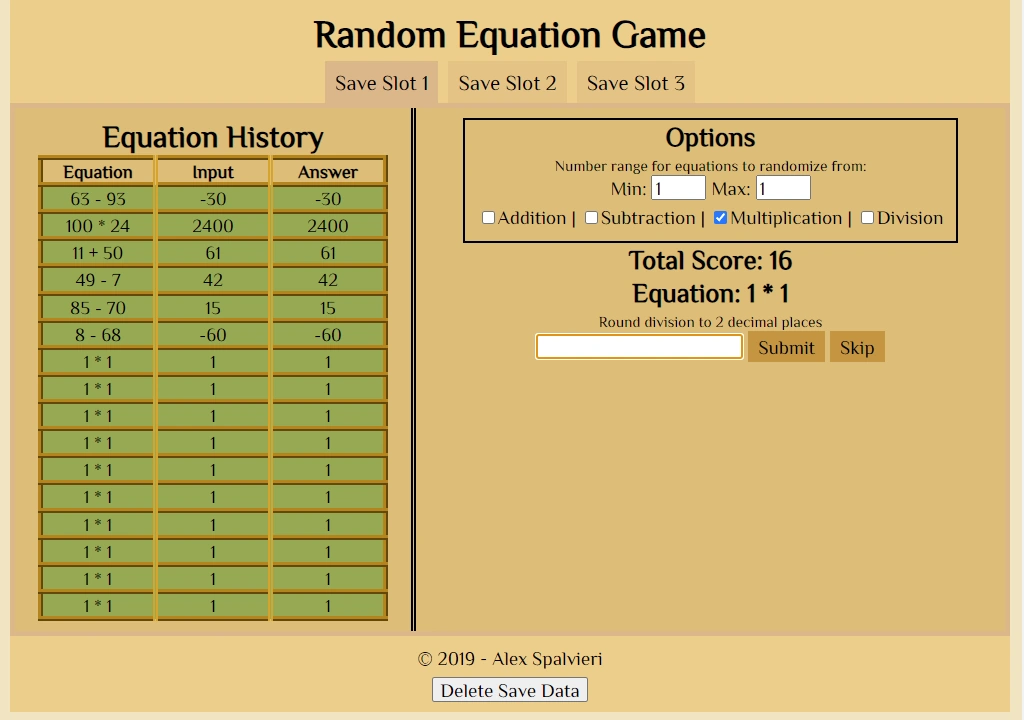 Random Equation Game
Save Slot 1 Save Slot 2 Save Slot 3
Equation History
Equation Input Answer
63 - 93 -30 -30
100 * 24 2400 2400
11 + 50 61 61
49 - 7 42 42
85 - 70 15 15
8 - 68 -60 -60
1 * 1 1 1
1 * 1 1 1
1 * 1 1 1
1 * 1 1 1
1 * 1 1 1
1 * 1 1 1
1 * 1 1 1
1 * 1 1 1
1 * 1 1 1
1 * 1 1 1
Options
Number range for equations to randomize from:
Min: 1 Max: 1
Addition | Subtraction | Multiplication | Division
Total Score: 16
Equation: 1 * 1
Round division to 2 decimal places
Submit Skip
© 2019 - Alex Spalvieri
Delete Save Data